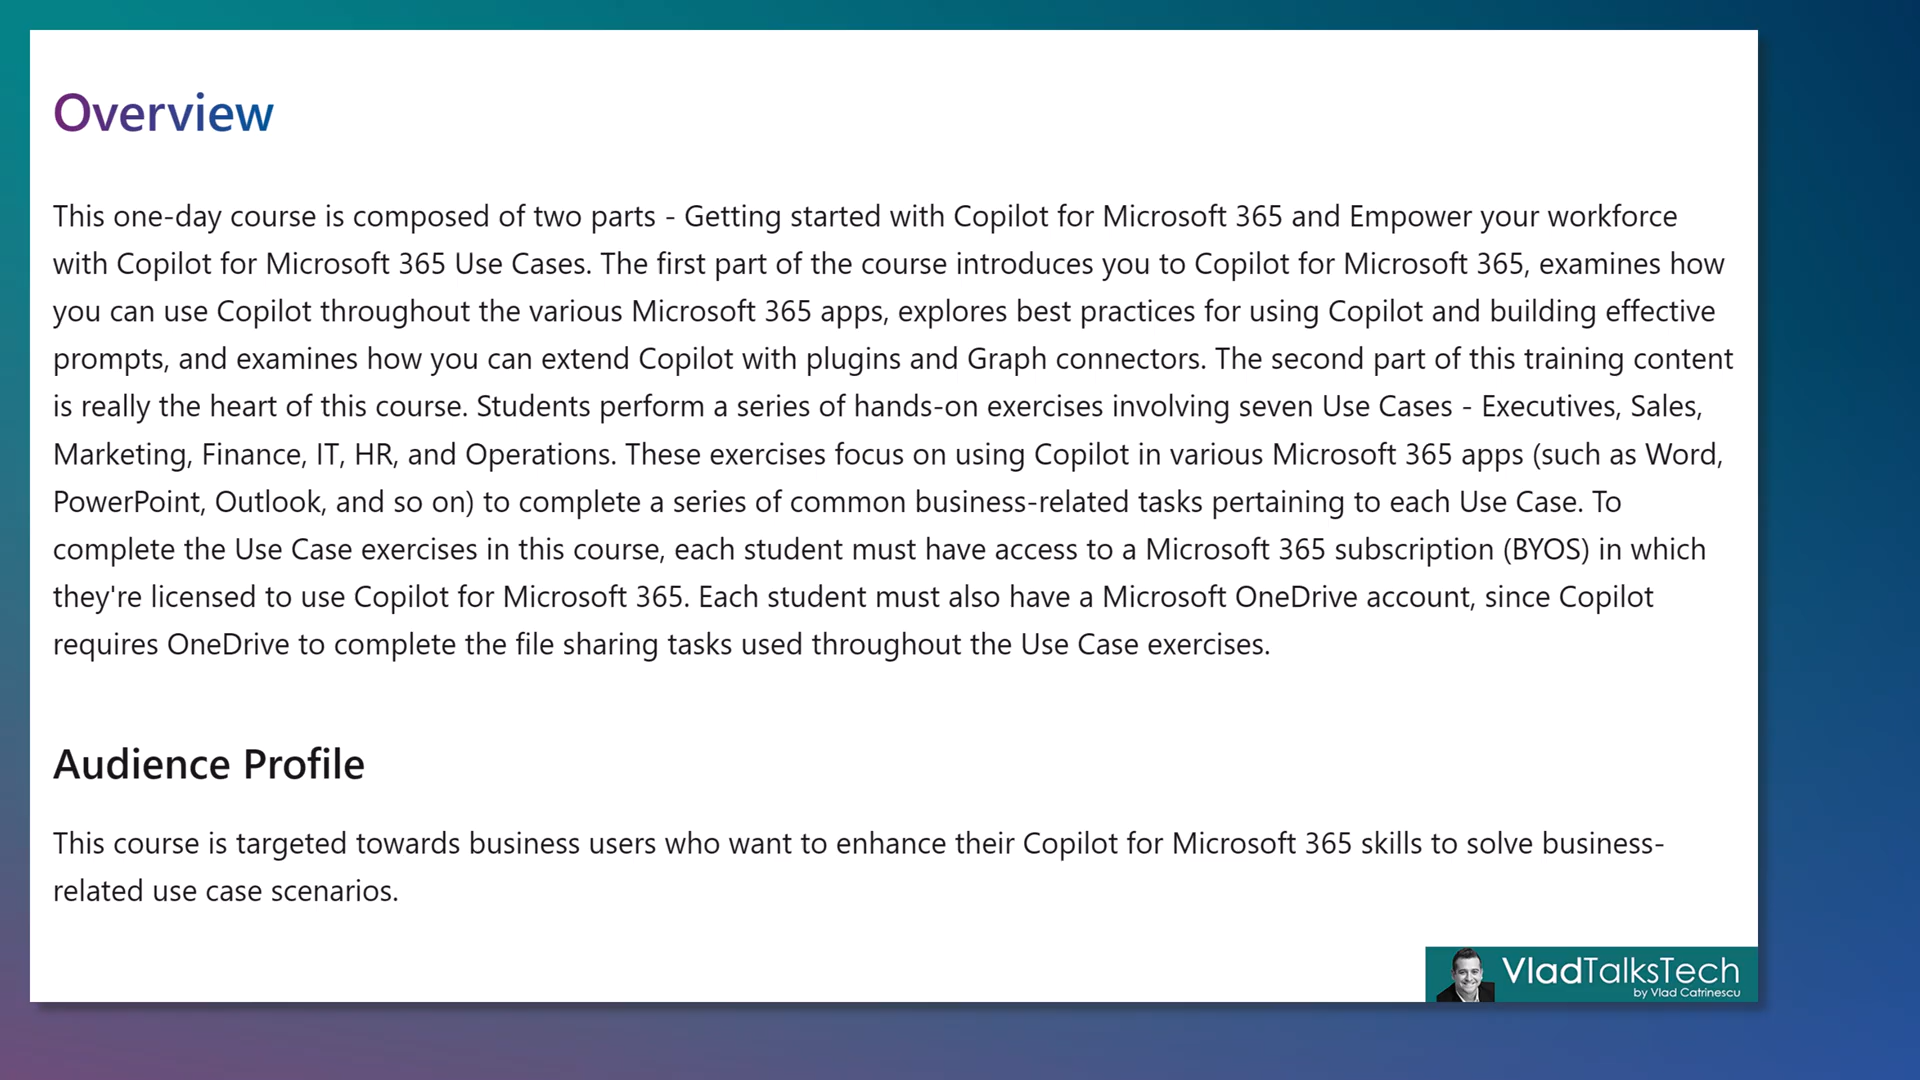 Overview
This one-day course is composed of two parts - Getting started with Copilot for Microsoft 365 and Empower your workforce
with Copilot for Microsoft 365 Use Cases. The first part of the course introduces you to Copilot for Microsoft 365, examines how
you can use Copilot throughout the various Microsoft 365 apps, explores best practices for using Copilot and building effective
prompts, and examines how you can extend Copilot with plugins and Graph connectors. The second part of this training content
is really the heart of this course. Students perform a series of hands-on exercises involving seven Use Cases - Executives, Sales,
Marketing, Finance, IT, HR, and Operations. These exercises focus on using Copilot in various Microsoft 365 apps (such as Word,
PowerPoint, Outlook, and so on) to complete a series of common business-related tasks pertaining to each Use Case. To
complete the Use Case exercises in this course, each student must have access to a Microsoft 365 subscription (BYOS) in which
they're licensed to use Copilot for Microsoft 365. Each student must also have a Microsoft OneDrive account, since Copilot
requires OneDrive to complete the file sharing tasks used throughout the Use Case exercises.
Audience Profile
This course is targeted towards business users who want to enhance their Copilot for Microsoft 365 skills to solve business-
related use case scenarios.
VladTalksTech
by Vlad Catrinescu